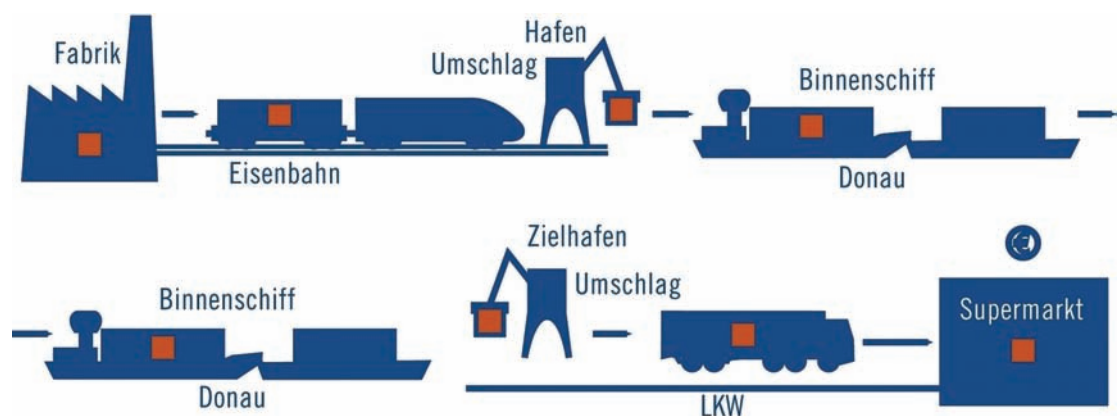 Fabrik
Hafen
Umschlag
Binnenschiff
Eisenbahn
Donau
Zielhafen
Binnenschiff
Umschlag
Supermarkt
Donau
LKW